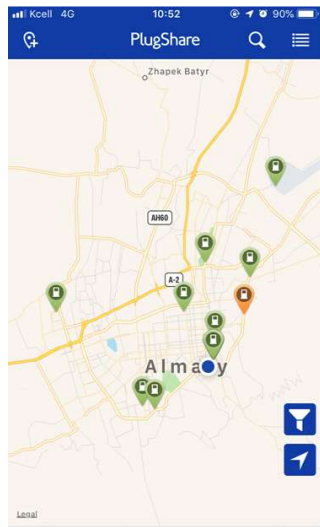 Kcell 4G 10:52 90%
PlugShare
Zhapek Batyr
AH60
A-2
Almaty
Legal